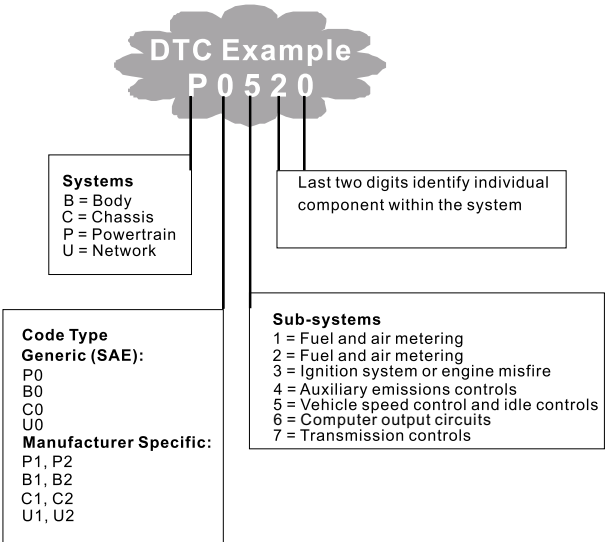 DTC Example
P 0 5 2 0
Systems
B = Body
C = Chassis
P = Powertrain
U = Network
Last two digits identify individual
component within the system
Code Type
Generic (SAE):
P0
B0
C0
U0
Manufacturer Specific:
P1, P2
B1, B2
C1, C2
U1, U2
Sub-systems
1 = Fuel and air metering
2 = Fuel and air metering
3 = Ignition system or engine misfire
4 = Auxiliary emissions controls
5 = Vehicle speed control and idle controls
6 = Computer output circuits
7 = Transmission controls